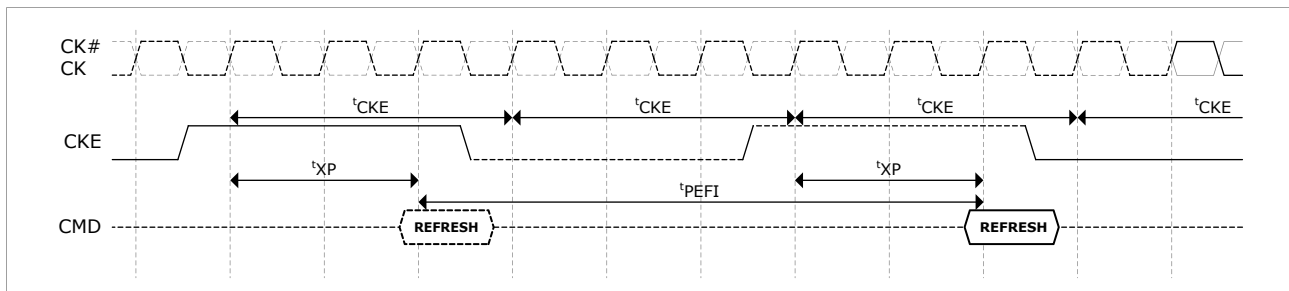 CK#
CK
tCKE tCKE tCKE tCKE
CKE
tXP tXP
tPEFI
CMD REFRESH REFRESH